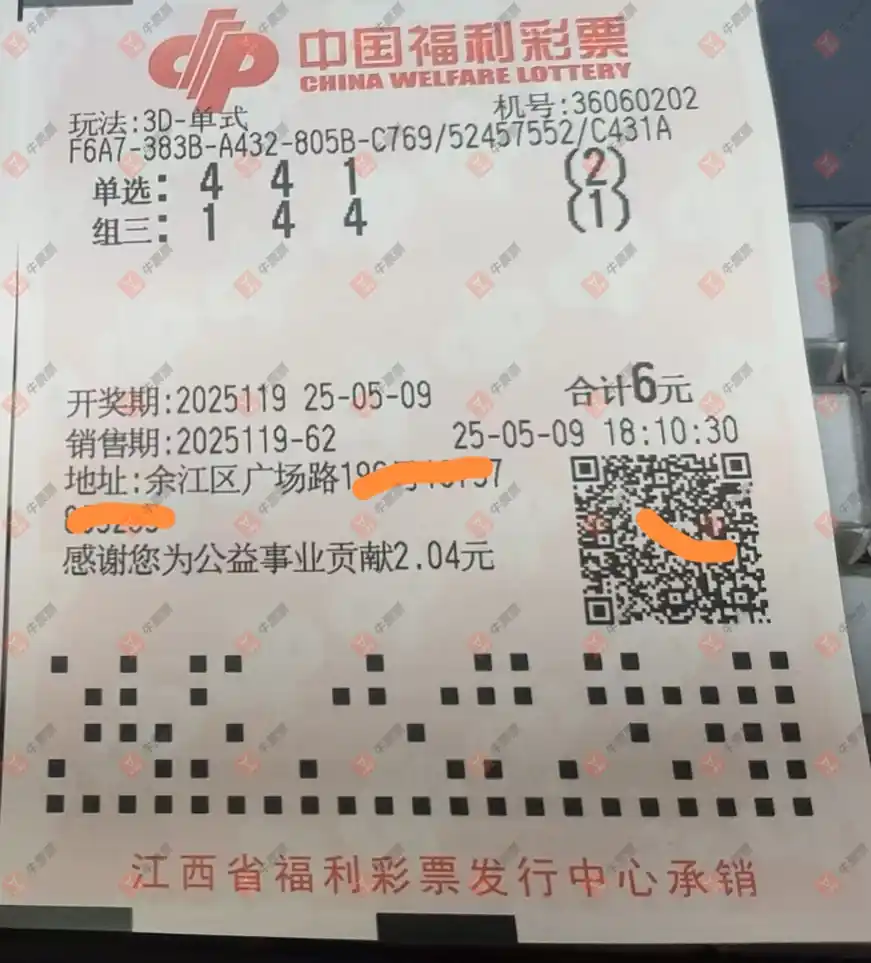 中国福利彩票
CHINA WELFARE LOTTERY
玩法:3D-单式 机号:36060202
F6A7-383B-A432-805B-C769/52457552/C431A
单选: 4 4 1 (2)
组三: 1 4 4 (1)
开奖期:2025119 25-05-09 合计6元
销售期:2025119-62 25-05-09 18:10:30
地址:余江区广场路
感谢您为公益事业贡献2.04元
江西省福利彩票发行中心承销
牛票票